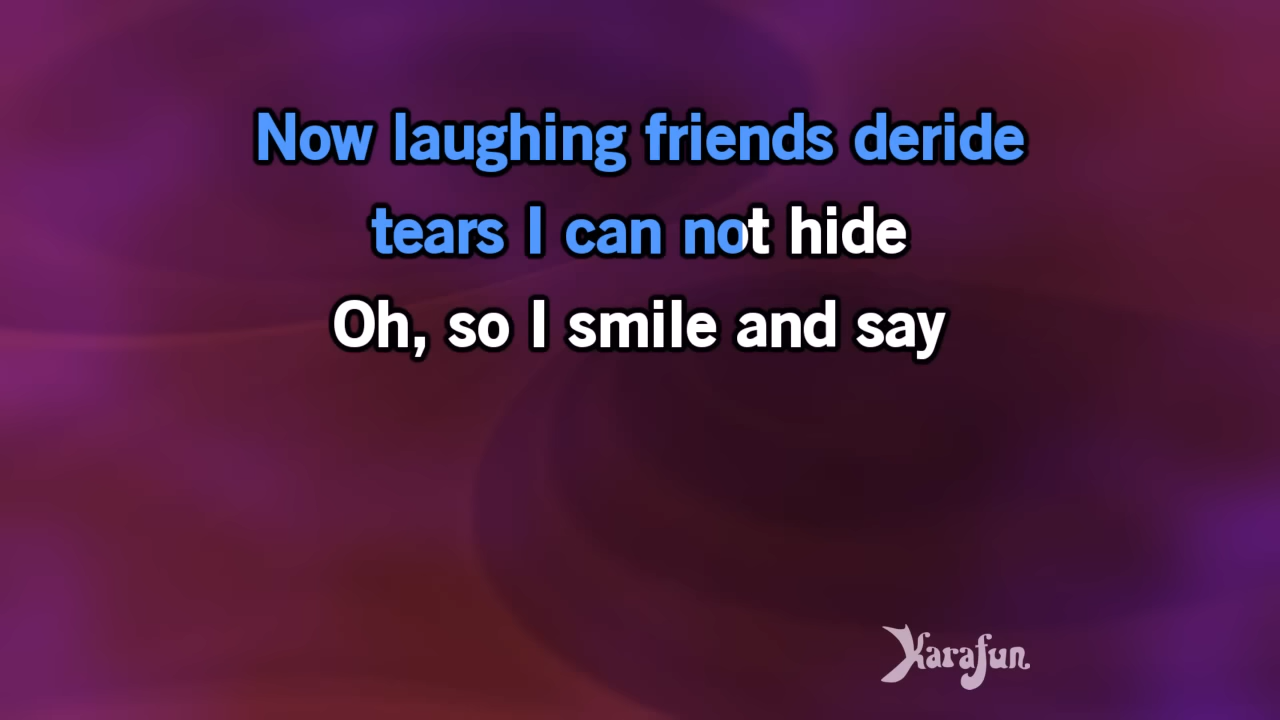 Now laughing friends deride
tears I can not hide
Oh, so I smile and say
Karafun